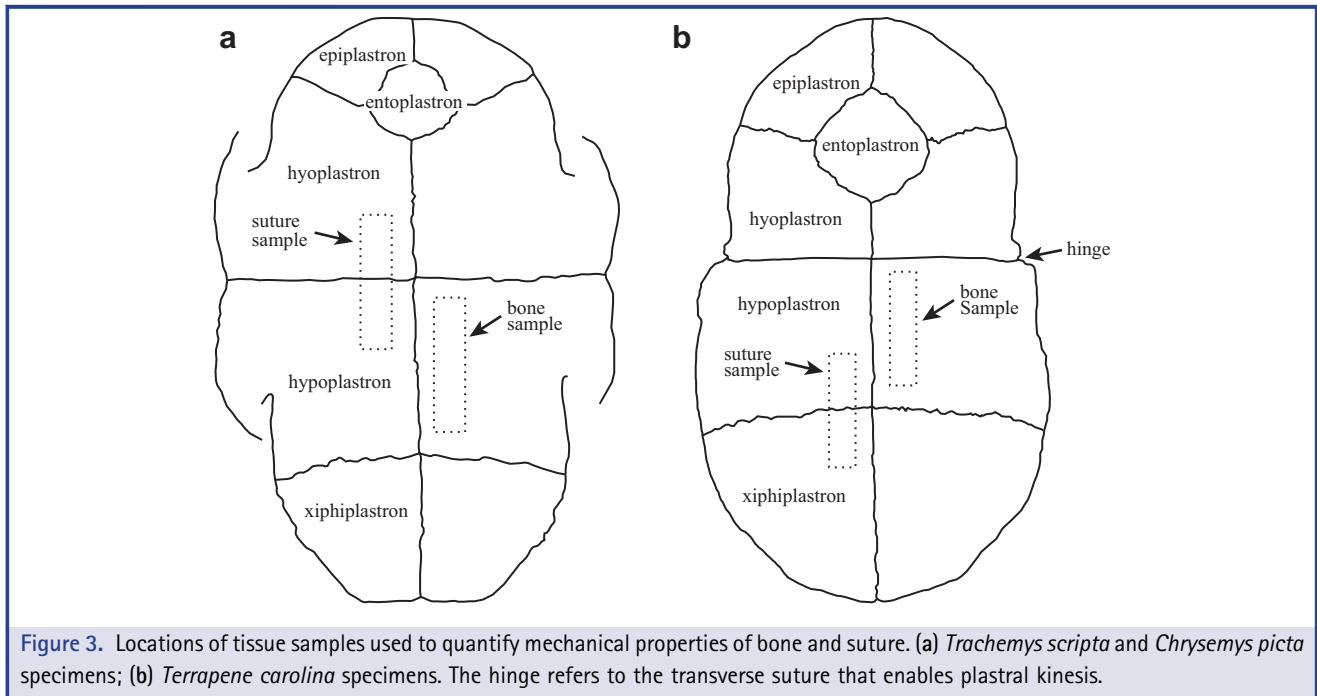 a
epiplastron
entoplastron
hyoplastron
suture
sample
bone
sample
hypoplastron
xiphiplastron
b
epiplastron
entoplastron
hyoplastron
hinge
hypoplastron
bone
Sample
suture
sample
xiphiplastron
Figure 3. Locations of tissue samples used to quantify mechanical properties of bone and suture. (a) Trachemys scripta and Chrysemys picta
specimens; (b) Terrapene carolina specimens. The hinge refers to the transverse suture that enables plastral kinesis.